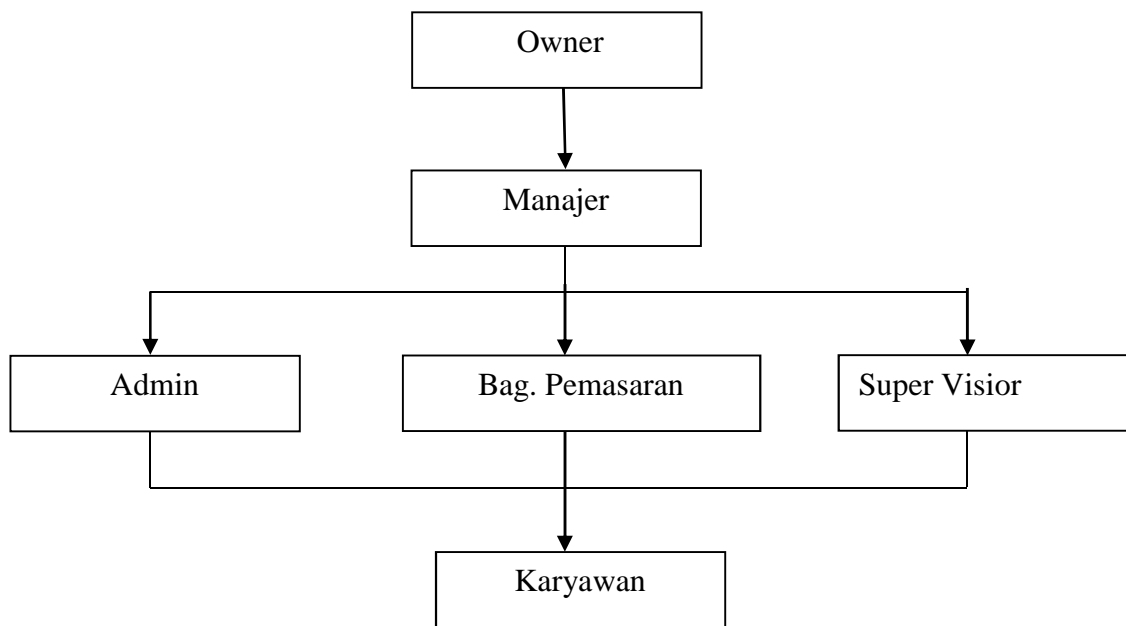 Owner
Manajer
Admin
Bag. Pemasaran
Super Visior
Karyawan